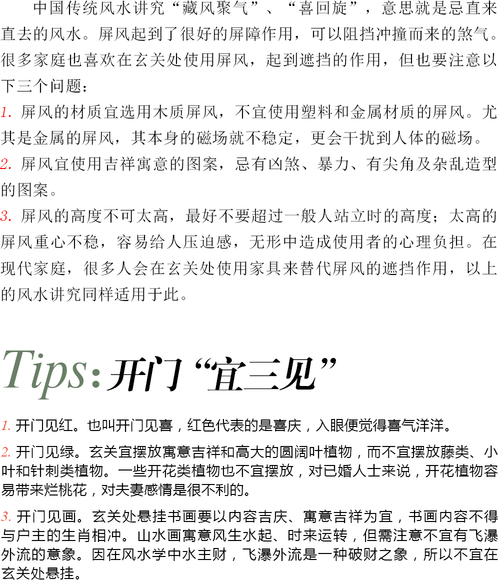 中国传统风水讲究“藏风聚气”、“喜回旋”，意思就是忌直来
直去的风水。屏风起到了很好的屏障作用，可以阻挡冲撞而来的煞气。
很多家庭也喜欢在玄关处使用屏风，起到遮挡的作用，但也要注意以
下三个问题：
1. 屏风的材质宜选用木质屏风，不宜使用塑料和金属材质的屏风。尤
其是金属的屏风，其本身的磁场就不稳定，更会干扰到人体的磁场。
2. 屏风宜使用吉祥寓意的图案，忌有凶煞、暴力、有尖角及杂乱造型
的图案。
3. 屏风的高度不可太高，最好不要超过一般人站立时的高度；太高的
屏风重心不稳，容易给人压迫感，无形中造成使用者的心理负担。在
现代家庭，很多人会在玄关处使用家具来替代屏风的遮挡作用，以上
的风水讲究同样适用于此。
Tips:开门“宜三见”
1. 开门见红。也叫开门见喜，红色代表的是喜庆，入眼便觉得喜气洋洋。
2. 开门见绿。玄关宜摆放寓意吉祥和高大的圆阔叶植物，而不宜摆放藤类、小
叶和针刺类植物。一些开花类植物也不宜摆放，对已婚人士来说，开花植物容
易带来烂桃花，对夫妻感情是很不利的。
3. 开门见画。玄关处悬挂书画要以内容吉庆、寓意吉祥为宜，书画内容不得
与户主的生肖相冲。山水画寓意风生水起、时来运转，但需注意不宜有飞瀑
外流的意象。因在风水学中水主财，飞瀑外流是一种破财之象，所以不宜在
玄关处悬挂。